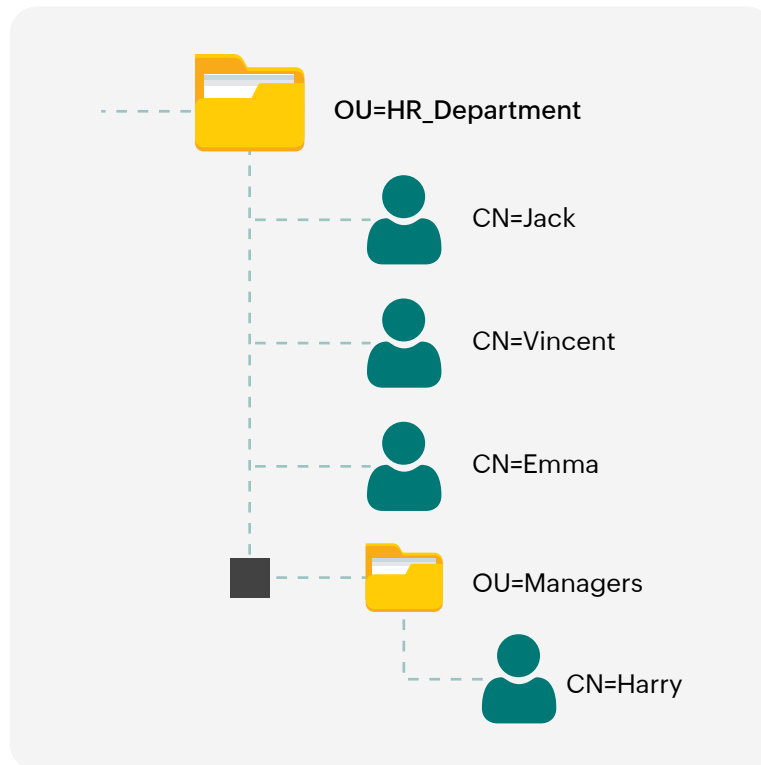 OU=HR_Department
CN=Jack
CN=Vincent
CN=Emma
OU=Managers
CN=Harry